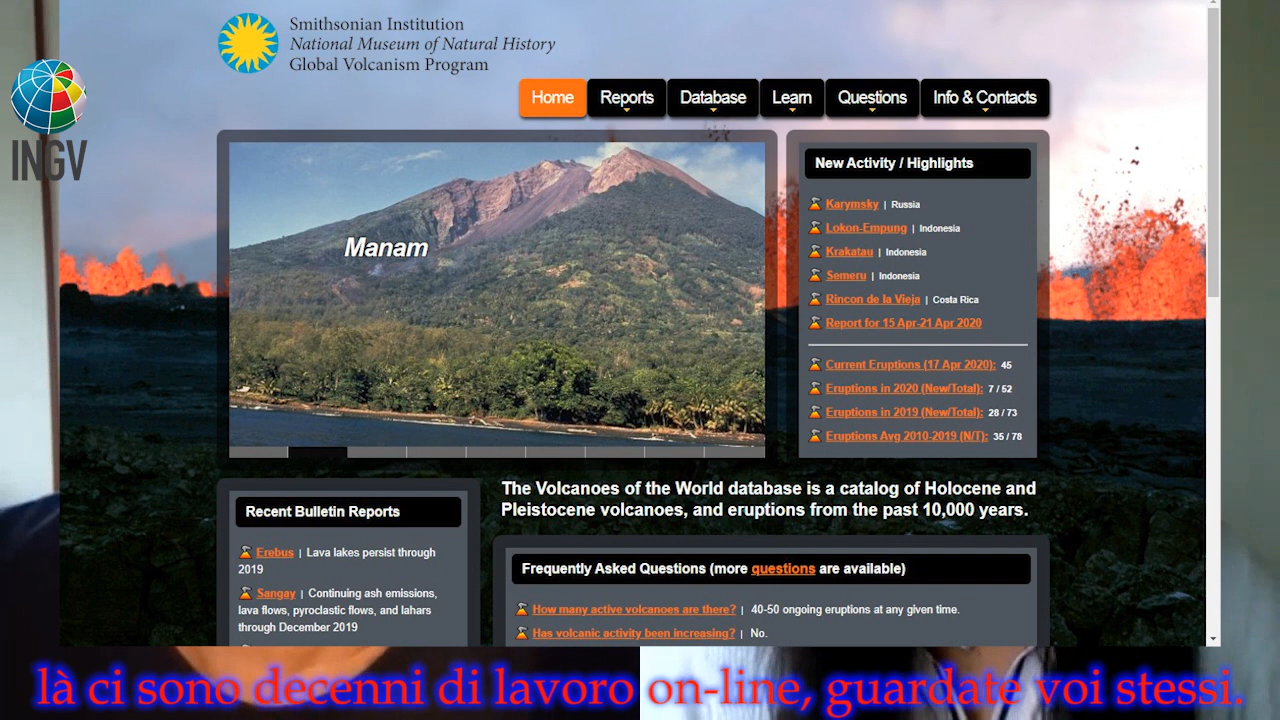 Smithsonian Institution
National Museum of Natural History
Global Volcanism Program
INGV
Home Reports Database Learn Questions Info & Contacts
Manam
New Activity / Highlights
Karymsky | Russia
Lokon-Empung | Indonesia
Krakatau | Indonesia
Semeru | Indonesia
Rincon de la Vieja | Costa Rica
Report for 15 Apr-21 Apr 2020
Current Eruptions (17 Apr 2020): 45
Eruptions in 2020 (New/Total): 7 / 52
Eruptions in 2019 (New/Total): 28 / 73
Eruptions Avg 2010-2019 (N/T): 35 / 78
The Volcanoes of the World database is a catalog of Holocene and
Pleistocene volcanoes, and eruptions from the past 10,000 years.
Recent Bulletin Reports
Erebus | Lava lakes persist through
2019
Sangay | Continuing ash emissions,
lava flows, pyroclastic flows, and lahars
through December 2019
Frequently Asked Questions (more questions are available)
How many active volcanoes are there? | 40-50 ongoing eruptions at any given time.
Has volcanic activity been increasing? | No.
là ci sono decenni di lavoro on-line, guardate voi stessi.